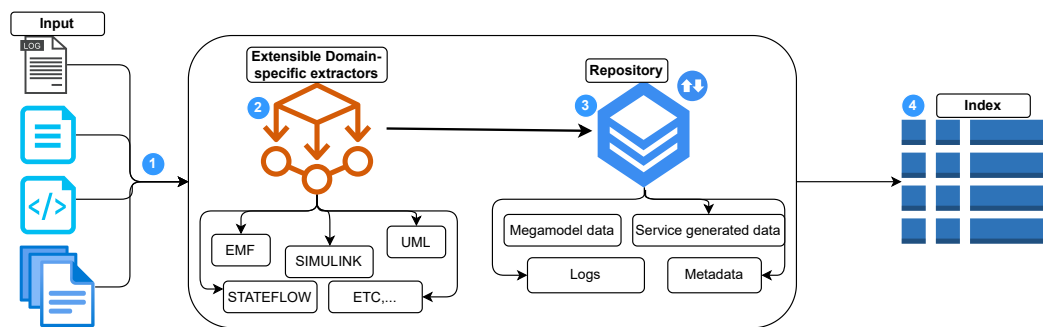 Input
LOG
</>
1
Extensible Domain-
specific extractors
2
EMF
SIMULINK
UML
STATEFLOW
ETC,...
Repository
3
Megamodel data
Service generated data
Logs
Metadata
4
Index